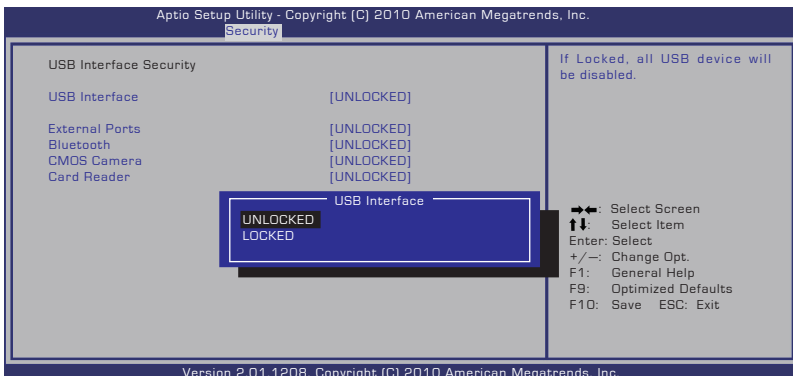 Aptio Setup Utility - Copyright (C) 2010 American Megatrends, Inc.
Security
USB Interface Security
USB Interface [UNLOCKED]
External Ports [UNLOCKED]
Bluetooth [UNLOCKED]
CMOS Camera [UNLOCKED]
Card Reader [UNLOCKED]
USB Interface
UNLOCKED
LOCKED
If Locked, all USB device will
be disabled.
→←: Select Screen
↑↓: Select Item
Enter: Select
+/—: Change Opt.
F1: General Help
F9: Optimized Defaults
F10: Save ESC: Exit
Version 2.01.1208. Copyright (C) 2010 American Megatrends, Inc.